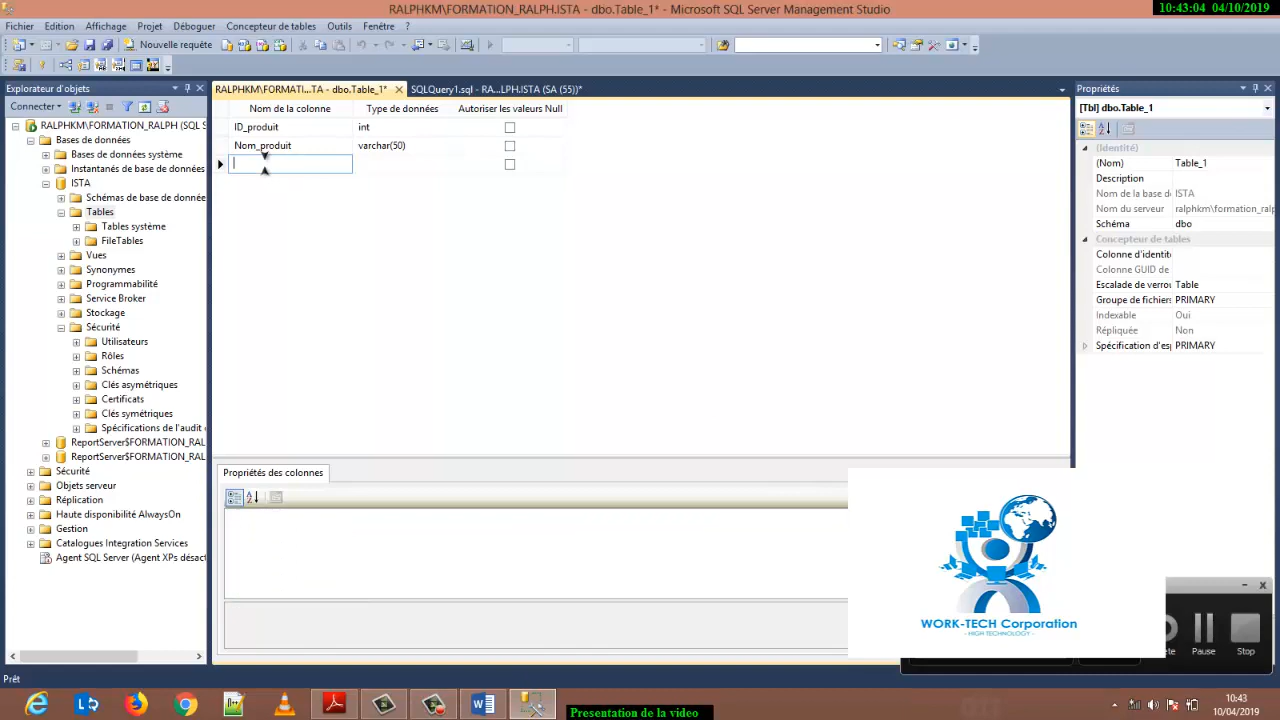 RALPHKM\FORMATION_RALPH.ISTA - dbo.Table_1* - Microsoft SQL Server Management Studio
10:43:04 04/10/2019
Fichier Edition Affichage Projet Déboguer Concepteur de tables Outils Fenêtre ?
Nouvelle requête
Explorateur d'objets
Connecter
RALPHKM\FORMATION_RALPH (SQL S
Bases de données
Bases de données système
Instantanés de base de données
ISTA
Schémas de base de données
Tables
Tables système
FileTables
Vues
Synonymes
Programmabilité
Service Broker
Stockage
Sécurité
Utilisateurs
Rôles
Schémas
Clés asymétriques
Certificats
Clés symétriques
Spécifications de l'audit
ReportServer$FORMATION_RAL
ReportServer$FORMATION_RAL
Sécurité
Objets serveur
Réplication
Haute disponibilité AlwaysOn
Gestion
Catalogues Integration Services
Agent SQL Server (Agent XPs désact
RALPHKM\FORMATI...TA - dbo.Table_1* SQLQuery1.sql - RA...LPH.ISTA (SA (55))*
Nom de la colonne Type de données Autoriser les valeurs Null
ID_produit int
Nom_produit varchar(50)
Propriétés des colonnes
Propriétés
[Tbl] dbo.Table_1
(Identité)
(Nom) Table_1
Description
Nom de la base de ISTA
Nom du serveur ralphkm\formation_ralp
Schéma dbo
Concepteur de tables
Colonne d'identité
Colonne GUID de
Escalade de verrou Table
Groupe de fichiers PRIMARY
Indexable Oui
Répliquée Non
Spécification d'esp PRIMARY
WORK-TECH Corporation
- HIGH TECHNOLOGY -
Pause Stop
Prêt
Presentation de la video
10:43
10/04/2019